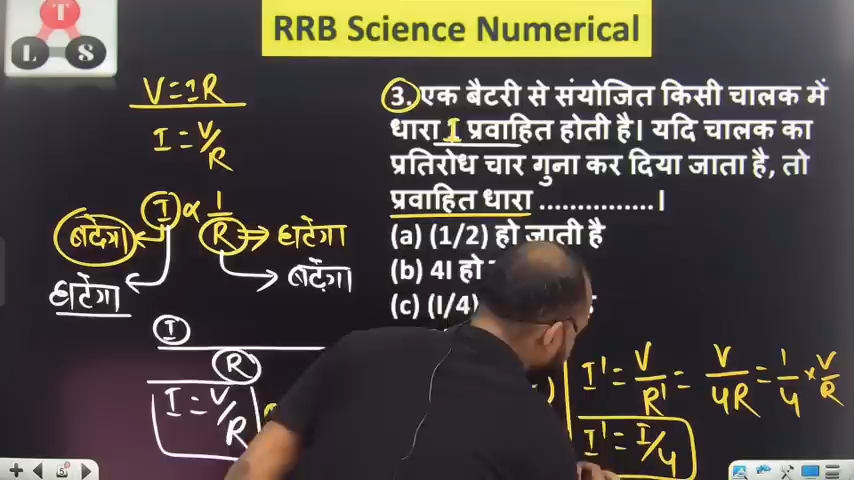 T
L S
RRB Science Numerical
V=IR
I = V/R
I ∝ 1/R
बढेगा
घटेगा
घटेगा
बढ़ेगा
I
R
I = V/R
3. एक बैटरी से संयोजित किसी चालक में
धारा I प्रवाहित होती है। यदि चालक का
प्रतिरोध चार गुना कर दिया जाता है, तो
प्रवाहित धारा ...............।
(a) (1/2) हो जाती है
(b) 4I हो
(c) (I/4)
I' = V/R' = V/4R = 1/4 × V/R
I' = I/4